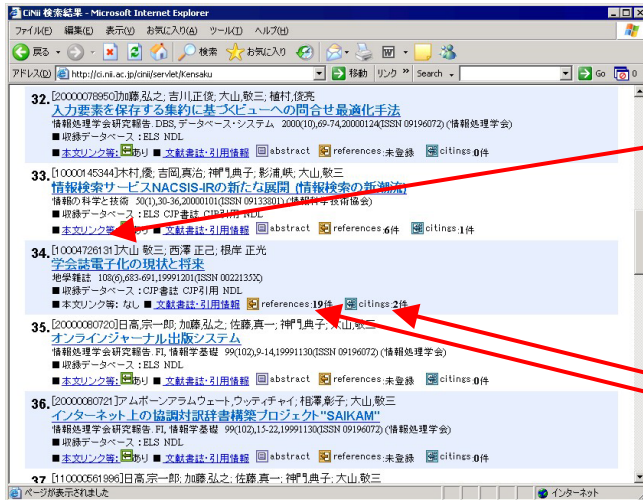 CiNii 検索結果 - Microsoft Internet Explorer
ファイル(F) 編集(E) 表示(V) お気に入り(A) ツール(T) ヘルプ(H)
戻る 検索 お気に入り
アドレス(D) http://ci.nii.ac.jp/cinii/servlet/Kensaku 移動 リンク » Search Go 0
32. [20000078950]加藤,弘之; 吉川,正俊; 大山,敬三; 植村,俊亮
入力要素を保存する集約に基づくビューへの問合せ最適化手法
情報処理学会研究報告. DBS, データベース・システム 2000(10),69-74,20000124(ISSN 09196072) (情報処理学会)
■ 収録データベース : ELS NDL
■ 本文リンク等: あり ■ 文献書誌・引用情報 abstract references:未登録 citings:0件
33. [10000145344]木村,優; 吉岡,真治; 神門,典子; 影浦,峡; 大山,敬三
情報検索サービスNACSIS-IRの新たな展開 (情報検索の新潮流)
情報の科学と技術 50(1),30-36,20000101(ISSN 09133801) (情報科学技術協会)
■ 収録データベース : ELS CJP書誌 CJP引用 NDL
■ 本文リンク等: あり ■ 文献書誌・引用情報 abstract references:6件 citings:1件
34. [10004726131]大山 敬三; 西澤 正己; 根岸 正光
学会誌電子化の現状と将来
地學雜誌 108(6),683-691,19991201(ISSN 0022135X)
■ 収録データベース : CJP書誌 CJP引用 NDL
■ 本文リンク等: なし ■ 文献書誌・引用情報 references:19件 citings:2件
35. [20000080720]日高,宗一郎; 加藤,弘之; 佐藤,真一; 神門,典子; 大山,敬三
オンラインジャーナル出版システム
情報処理学会研究報告. FI, 情報学基礎 99(102),9-14,19991130(ISSN 09196072) (情報処理学会)
■ 収録データベース : ELS NDL
■ 本文リンク等: あり ■ 文献書誌・引用情報 abstract references:未登録 citings:0件
36. [20000080721]アムポーンアラムウェート,ウッティチャイ; 相澤,彰子; 大山,敬三
インターネット上の協調対訳辞書構築プロジェクト"SAIKAM"
情報処理学会研究報告. FI, 情報学基礎 99(102),15-22,19991130(ISSN 09196072) (情報処理学会)
■ 収録データベース : ELS NDL
■ 本文リンク等: あり ■ 文献書誌・引用情報 abstract references:未登録 citings:0件
37 [110000561996]日高,宗一郎; 加藤,弘之; 佐藤,真一; 神門,典子; 大山,敬三
ページが表示されました インターネット